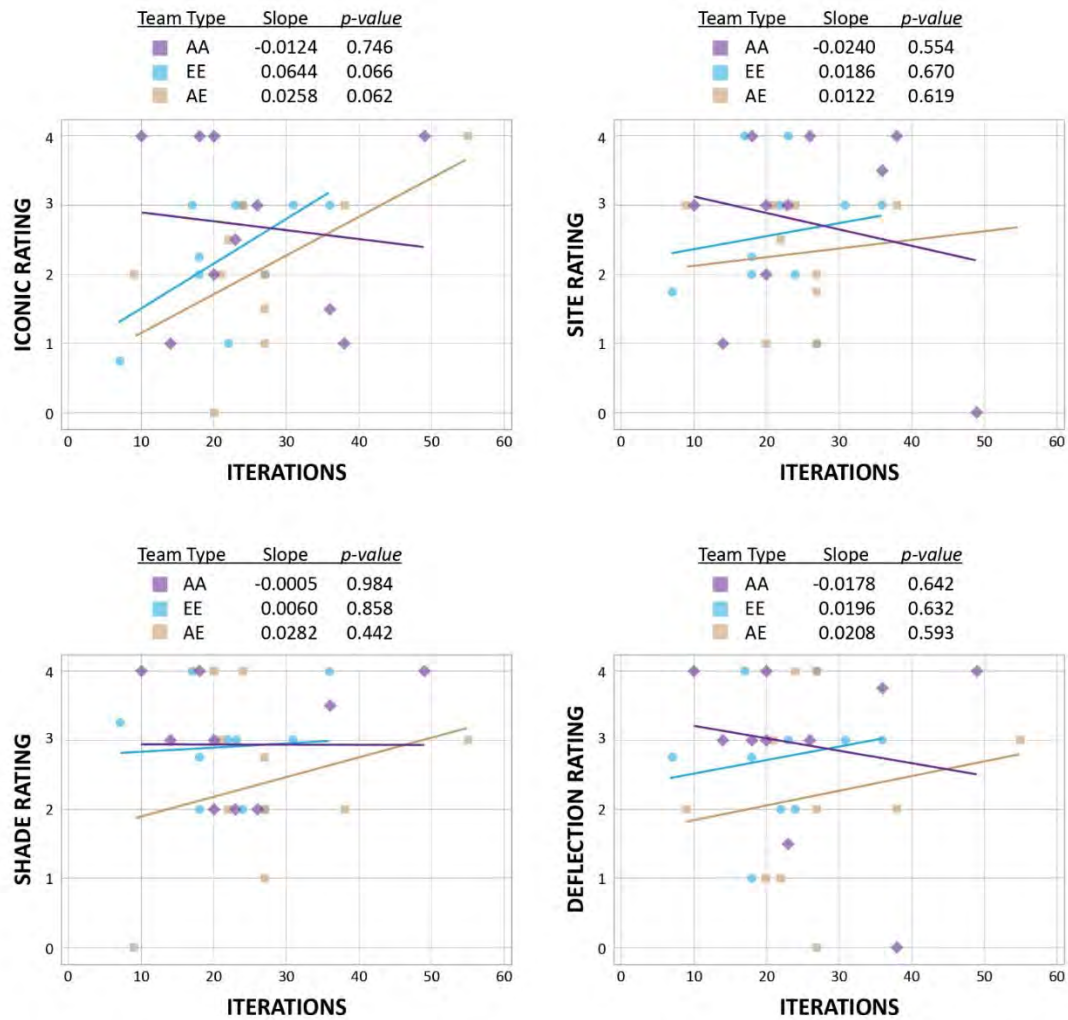 Team Type Slope p-value
AA -0.0124 0.746
EE 0.0644 0.066
AE 0.0258 0.062
4
3
2
1
0
ICONIC RATING
0 10 20 30 40 50 60
ITERATIONS
Team Type Slope p-value
AA -0.0240 0.554
EE 0.0186 0.670
AE 0.0122 0.619
4
3
2
1
0
SITE RATING
0 10 20 30 40 50 60
ITERATIONS
Team Type Slope p-value
AA -0.0005 0.984
EE 0.0060 0.858
AE 0.0282 0.442
4
3
2
1
0
SHADE RATING
0 10 20 30 40 50 60
ITERATIONS
Team Type Slope p-value
AA -0.0178 0.642
EE 0.0196 0.632
AE 0.0208 0.593
4
3
2
1
0
DEFLECTION RATING
0 10 20 30 40 50 60
ITERATIONS